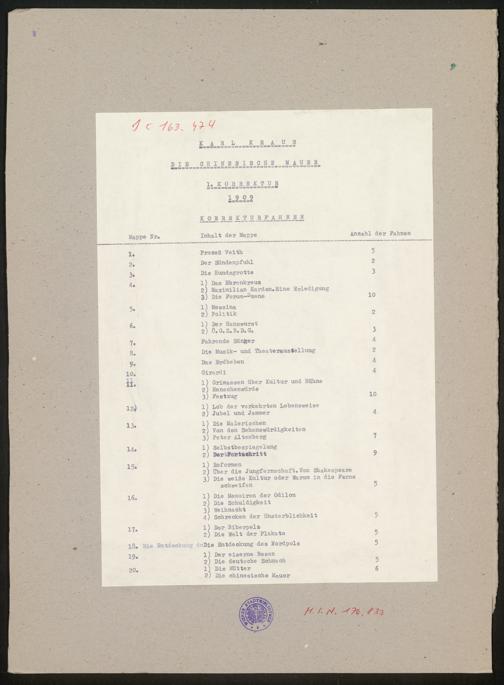 J c 163.474
KARL KRAUS
DIE CHINESISCHE MAUER
1. KORREKTUR
1909
KORREKTURFAHNEN
Mappe Nr. Inhalt der Mappe Anzahl der Fahnen
1. Prozeß Veith 5
2. Der Sündenpfuhl 2
3. Die Hundsgrotte 3
4. 1) Das Ehrenkreuz
2) Maximilian Harden. Eine Erledigung
3) Die Forum-Szene 10
5. 1) Messina
2) Politik 2
6. 1) Der Hanswurst
2) Ü.G.Z.B.D.G. 3
7. Fahrende Sänger 4
8. Die Musik- und Theaterausstellung 2
9. Das Erdbeben 4
10. Girardi 4
11. 1) Grimassen über Kultur und Bühne
2) Menschenwürde
3) Festzug 10
12. 1) Lob der verkehrten Lebensweise
2) Jubel und Jammer 4
13. 1) Die Malerischen
2) Von den Sehenswürdigkeiten
3) Peter Altenberg 7
14. 1) Selbstbespiegelung
2) Der Fortschritt 9
15. 1) Reformen
2) Über die Jungfernschaft. Von Shakespeare
3) Die weiße Kultur oder Warum in die Ferne
schweifen 5
16. 1) Die Memoiren der Odilon
2) Die Schuldigkeit
3) Weihnacht
4) Schrecken der Unsterblichkeit 5
17. 1) Der Biberpelz
2) Die Welt der Plakate 5
18. Die Entdeckung des Nordpols 5
19. 1) Der eiserne Besen
2) Die deutsche Schmach 5
20. 1) Die Mütter 6
2) Die chinesische Mauer
H.I.N. 176.833